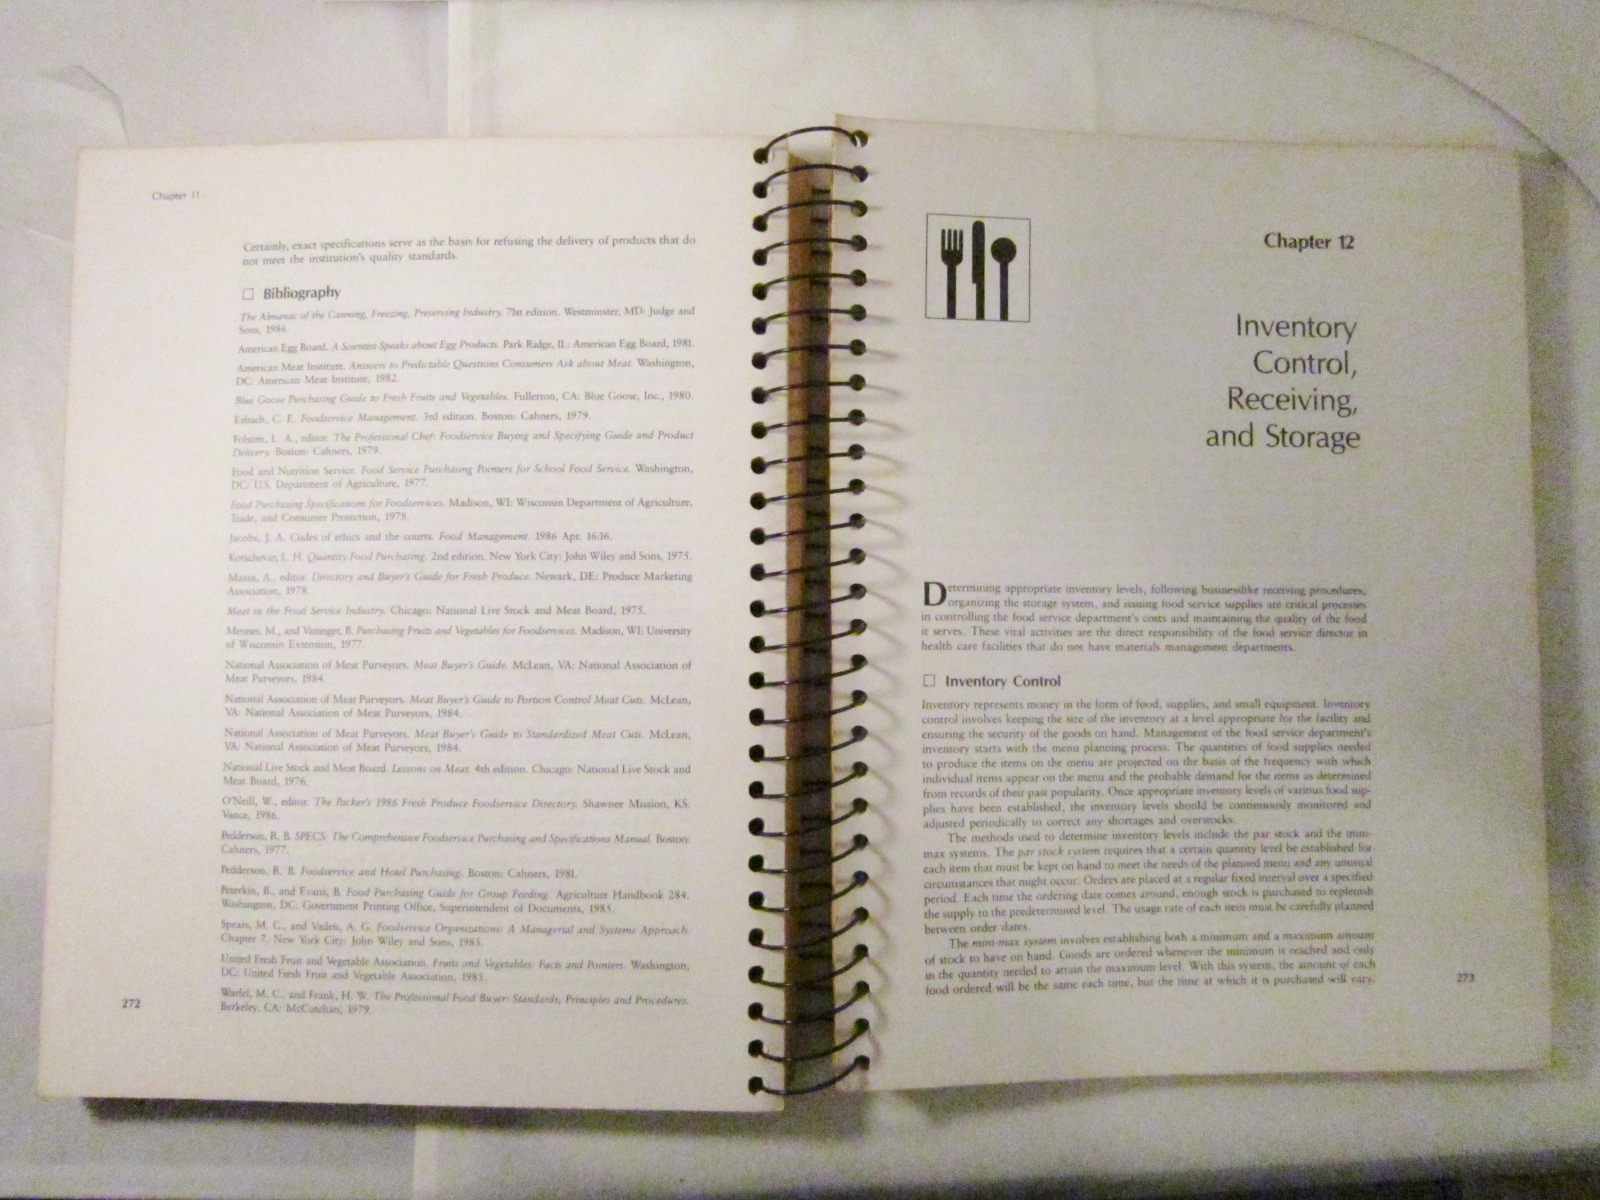 Chapter 11
Certainly, exact specifications serve as the basis for refusing the delivery of products that do
not meet the institution's quality standards.
□ Bibliography
The Almanac of the Canning, Freezing, Preserving Industry. 71st edition. Westminster, MD: Judge and
Sons, 1986.
American Egg Board. A Scientist Speaks about Egg Products. Park Ridge, IL: American Egg Board, 1981.
American Meat Institute. Answers to Predictable Questions Consumers Ask about Meat. Washington,
DC: American Meat Institute, 1982.
Blue Goose Purchasing Guide to Fresh Fruits and Vegetables. Fullerton, CA: Blue Goose, Inc., 1980.
Esbach, C. E. Foodservice Management. 3rd edition. Boston: Cahners, 1979.
Folsom, L. A., editor. The Professional Chef: Foodservice Buying and Specifying Guide and Product
Delivery. Boston: Cahners, 1979.
Food and Nutrition Service. Food Service Purchasing Pointers for School Food Service. Washington,
DC: U.S. Department of Agriculture, 1977.
Food Purchasing Specifications for Foodservices. Madison, WI: Wisconsin Department of Agriculture,
Trade, and Consumer Protection, 1978.
Jacobs, J. A. Codes of ethics and the courts. Food Management. 1986 Apr. 16:16.
Korschevar, L. H. Quantity Food Purchasing. 2nd edition. New York City: John Wiley and Sons, 1975.
Massa, A., editor. Directory and Buyer's Guide for Fresh Produce. Newark, DE: Produce Marketing
Association, 1978.
Meat in the Food Service Industry. Chicago: National Live Stock and Meat Board, 1975.
Mennes, M., and Vaninger, B. Purchasing Fruits and Vegetables for Foodservices. Madison, WI: University
of Wisconsin Extension, 1977.
National Association of Meat Purveyors. Meat Buyer's Guide. McLean, VA: National Association of
Meat Purveyors, 1984.
National Association of Meat Purveyors. Meat Buyer's Guide to Portion Control Meat Cuts. McLean,
VA: National Association of Meat Purveyors, 1984.
National Association of Meat Purveyors. Meat Buyer's Guide to Standardized Meat Cuts. McLean,
VA: National Association of Meat Purveyors, 1984.
National Live Stock and Meat Board. Lessons on Meat. 4th edition. Chicago: National Live Stock and
Meat Board, 1976.
O'Neill, W., editor. The Packer's 1986 Fresh Produce Foodservice Directory. Shawnee Mission, KS:
Vance, 1986.
Pedderson, R. B. SPECS: The Comprehensive Foodservice Purchasing and Specifications Manual. Boston:
Cahners, 1977.
Pedderson, R. B. Foodservice and Hotel Purchasing. Boston: Cahners, 1981.
Peterkin, B., and Evans, B. Food Purchasing Guide for Group Feeding. Agriculture Handbook 284.
Washington, DC: Government Printing Office, Superintendent of Documents, 1985.
Spears, M. C., and Vaden, A. G. Foodservice Organizations: A Managerial and Systems Approach.
Chapter 7. New York City: John Wiley and Sons, 1985.
United Fresh Fruit and Vegetable Association. Fruits and Vegetables: Facts and Pointers. Washington,
DC: United Fresh Fruit and Vegetable Association, 1985.
Warfel, M. C., and Frank, H. W. The Professional Food Buyer: Standards, Principles and Procedures.
Berkeley, CA: McCutchan, 1979.
272
Chapter 12
Inventory
Control,
Receiving,
and Storage
Determining appropriate inventory levels, following businesslike receiving procedures,
organizing the storage system, and issuing food service supplies are critical processes
in controlling the food service department's costs and maintaining the quality of the food
it serves. These vital activities are the direct responsibility of the food service director in
health care facilities that do not have materials management departments.
□ Inventory Control
Inventory represents money in the form of food, supplies, and small equipment. Inventory
control involves keeping the size of the inventory at a level appropriate for the facility and
ensuring the security of the goods on hand. Management of the food service department's
inventory starts with the menu planning process. The quantities of food supplies needed
to produce the items on the menu are projected on the basis of the frequency with which
individual items appear on the menu and the probable demand for the items as determined
from records of their past popularity. Once appropriate inventory levels of various food sup-
plies have been established, the inventory levels should be continuously monitored and
adjusted periodically to correct any shortages and overstocks.
The methods used to determine inventory levels include the par stock and the mini-
max systems. The par stock system requires that a certain quantity level be established for
each item that must be kept on hand to meet the needs of the planned menu and any unusual
circumstances that might occur. Orders are placed at a regular fixed interval over a specified
period. Each time the ordering date comes around, enough stock is purchased to replenish
the supply to the predetermined level. The usage rate of each item must be carefully planned
between order dates.
The mini-max system involves establishing both a minimum and a maximum amount
of stock to have on hand. Goods are ordered whenever the minimum is reached and only
in the quantity needed to attain the maximum level. With this system, the amount of each
food ordered will be the same each time, but the time at which it is purchased will vary.
273